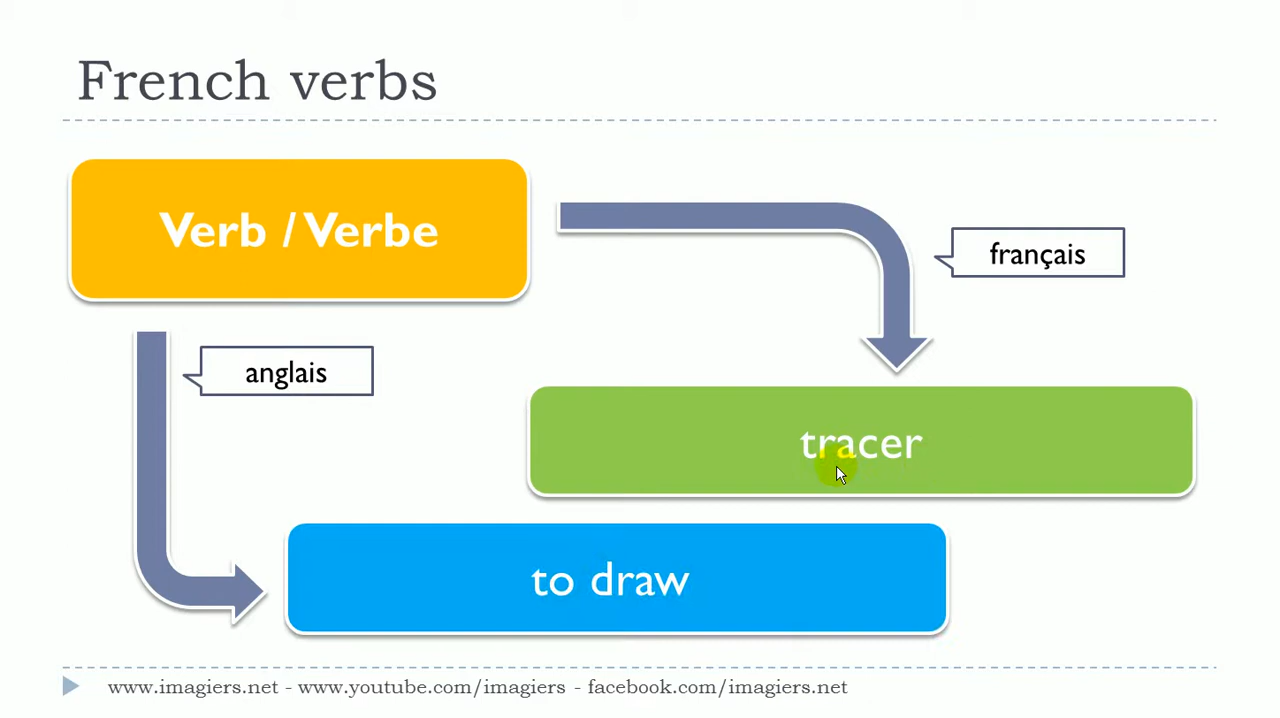 French verbs
Verb / Verbe
français
anglais
tracer
to draw
www.imagiers.net - www.youtube.com/imagiers - facebook.com/imagiers.net